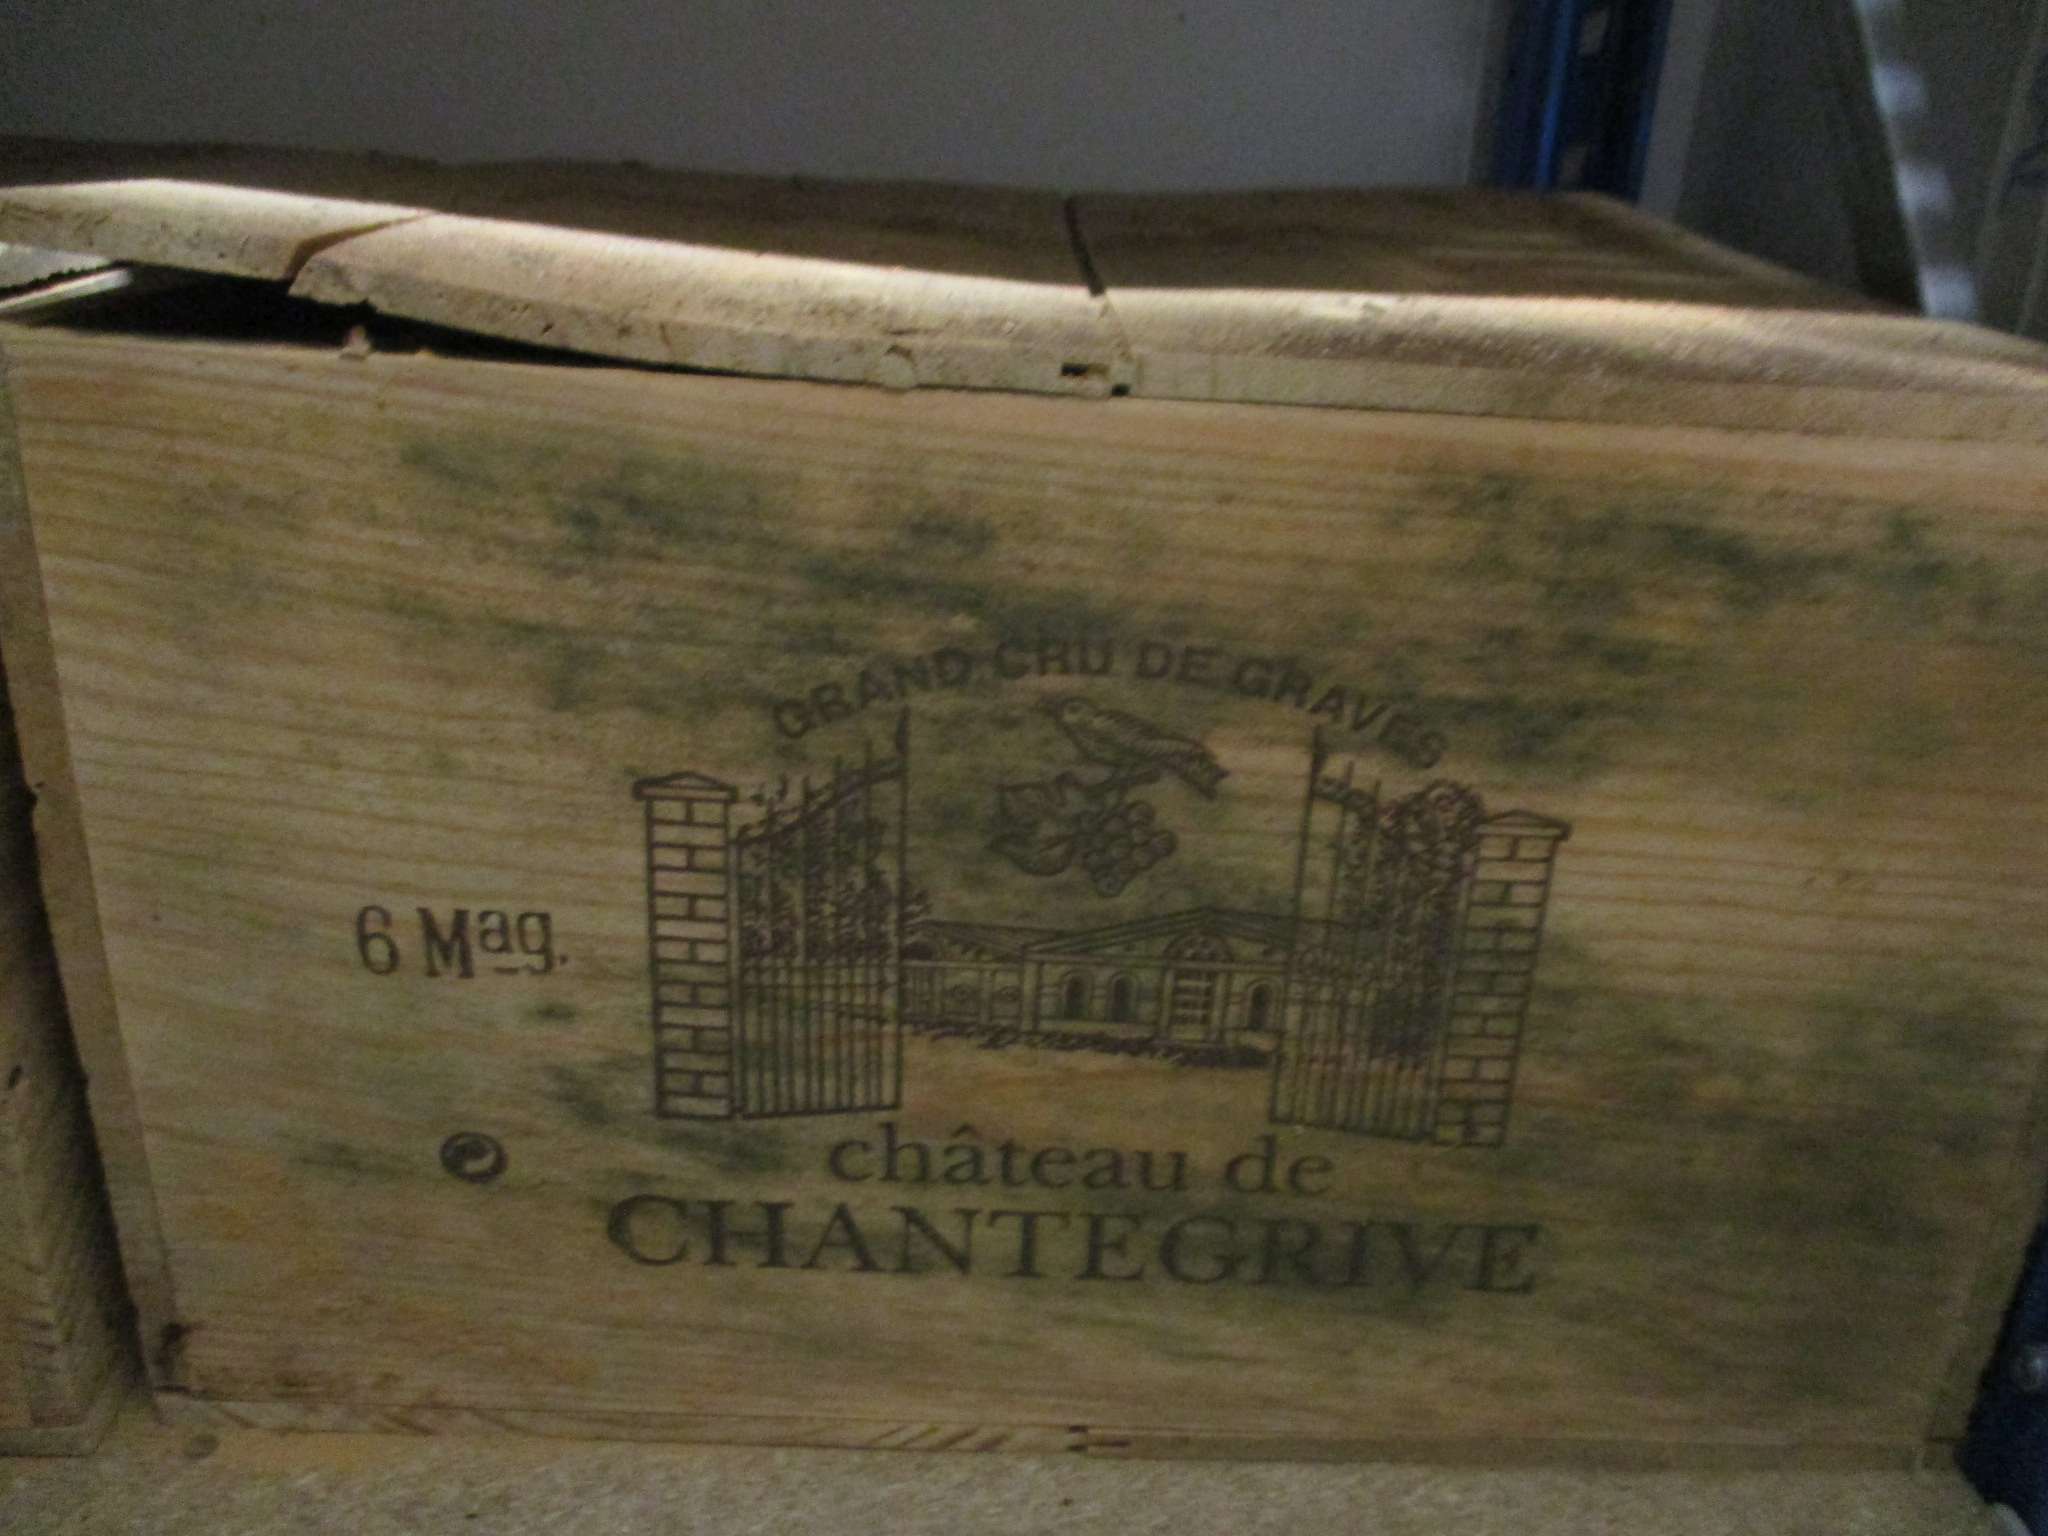 GRAND CRU DE GRAVES
6 Mag.
château de
CHANTEGRIVE